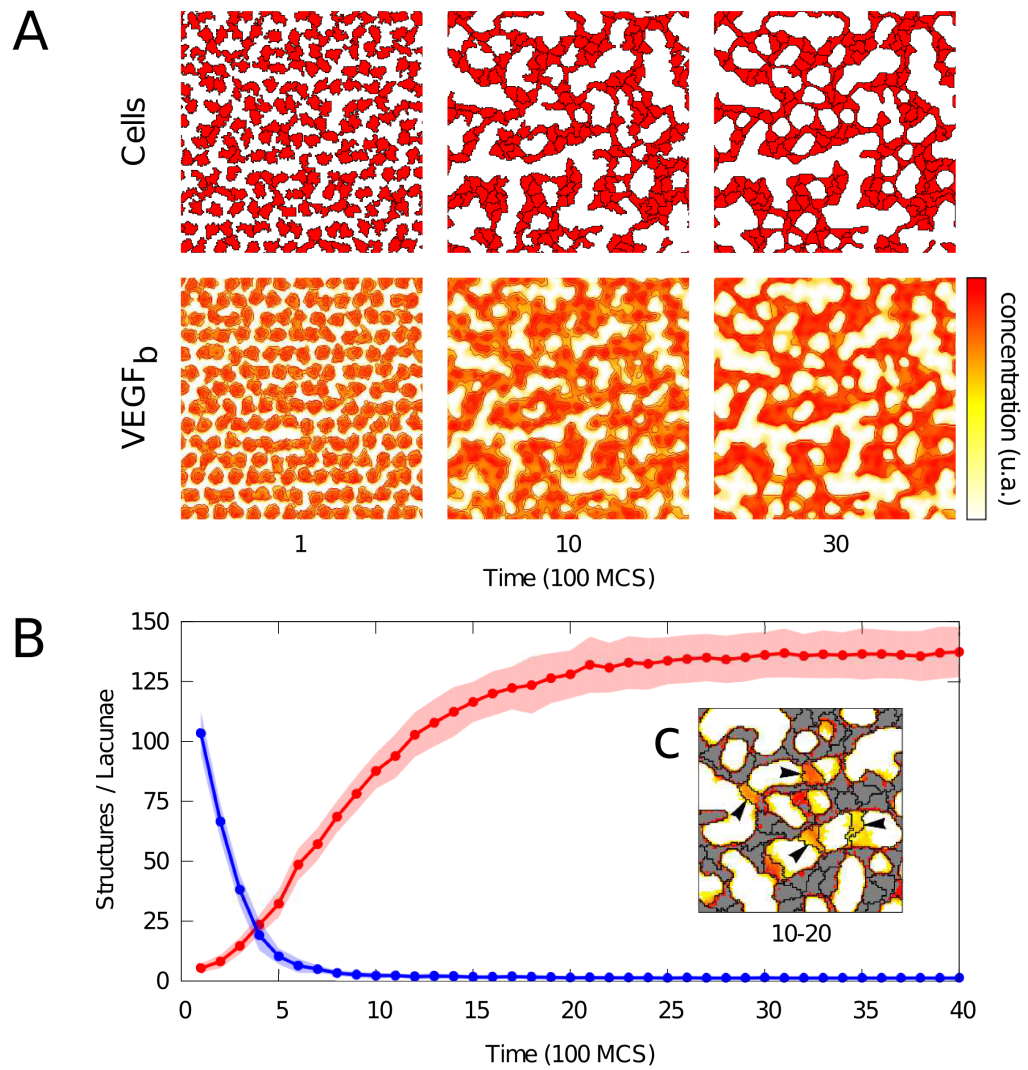 A
Cells
VEGFb
concentration (u.a.)
1 10 30
Time (100 MCS)
B
Structures / Lacunae
150
125
100
75
50
25
0
C
10-20
0 5 10 15 20 25 30 35 40
Time (100 MCS)